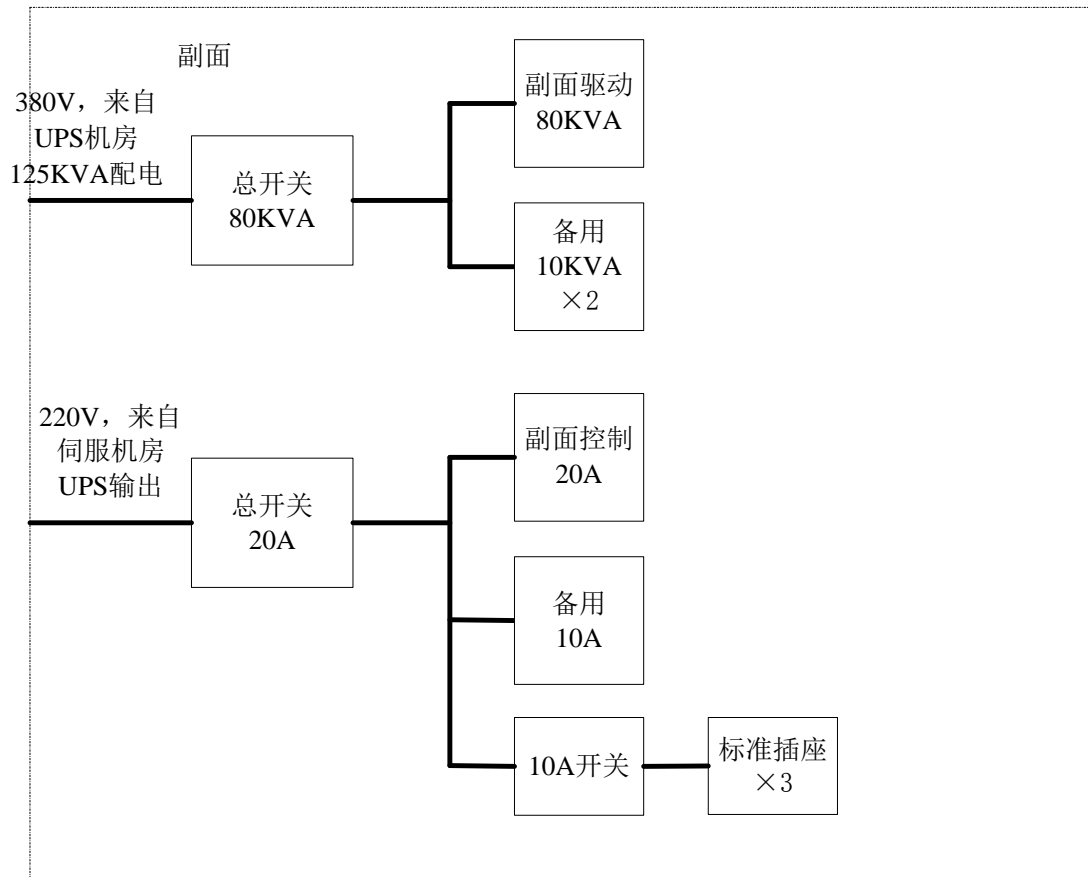 副面
380V，来自
UPS机房
125KVA配电
总开关
80KVA
副面驱动
80KVA
备用
10KVA
×2
220V，来自
伺服机房
UPS输出
总开关
20A
副面控制
20A
备用
10A
10A开关
标准插座
×3